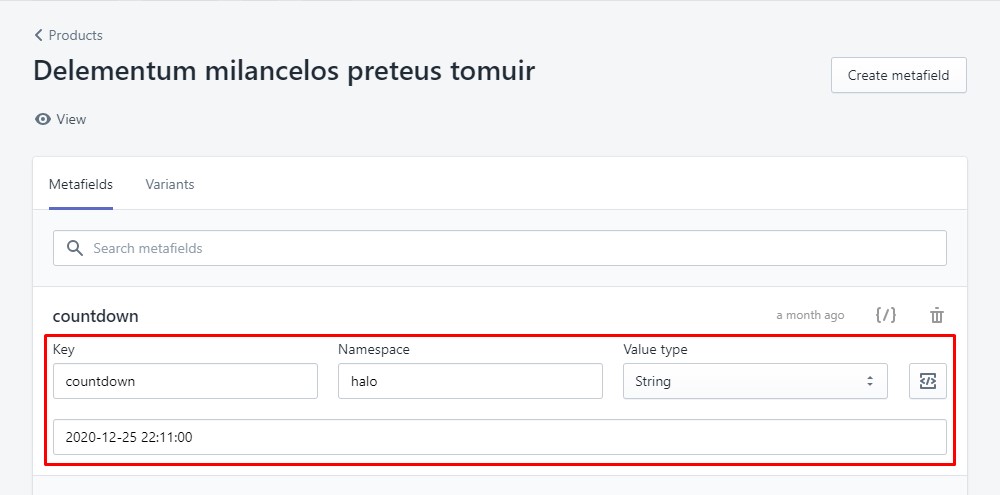 Products
Delementum milancelos preteus tomuir
Create metafield
View
Metafields Variants
Search metafields
countdown a month ago {/}
Key Namespace Value type
countdown halo String </>
2020-12-25 22:11:00